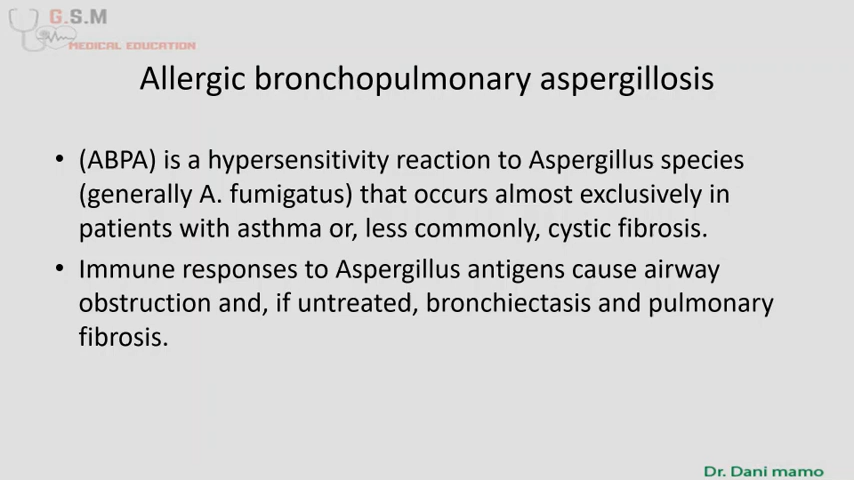 G.S.M
MEDICAL EDUCATION
Allergic bronchopulmonary aspergillosis
• (ABPA) is a hypersensitivity reaction to Aspergillus species
(generally A. fumigatus) that occurs almost exclusively in
patients with asthma or, less commonly, cystic fibrosis.
• Immune responses to Aspergillus antigens cause airway
obstruction and, if untreated, bronchiectasis and pulmonary
fibrosis.
Dr. Dani mamo